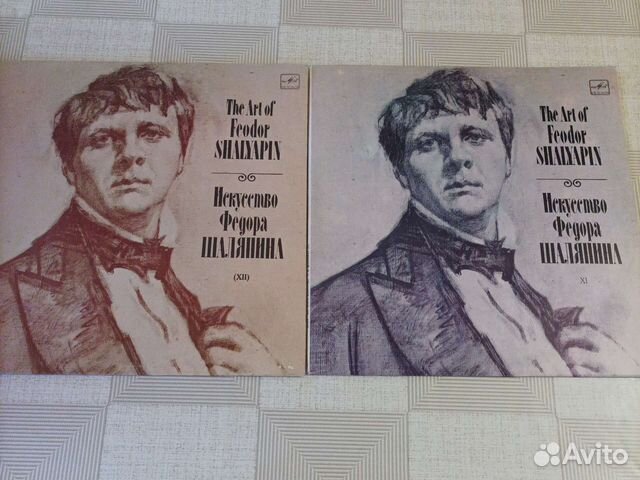 The Art of
Feodor
SHALYAPIN
Искусство
Федора
ШАЛЯПИНА
(XII)
The Art of
Feodor
SHALYAPIN
Искусство
Федора
ШАЛЯПИНА
XI
Avito